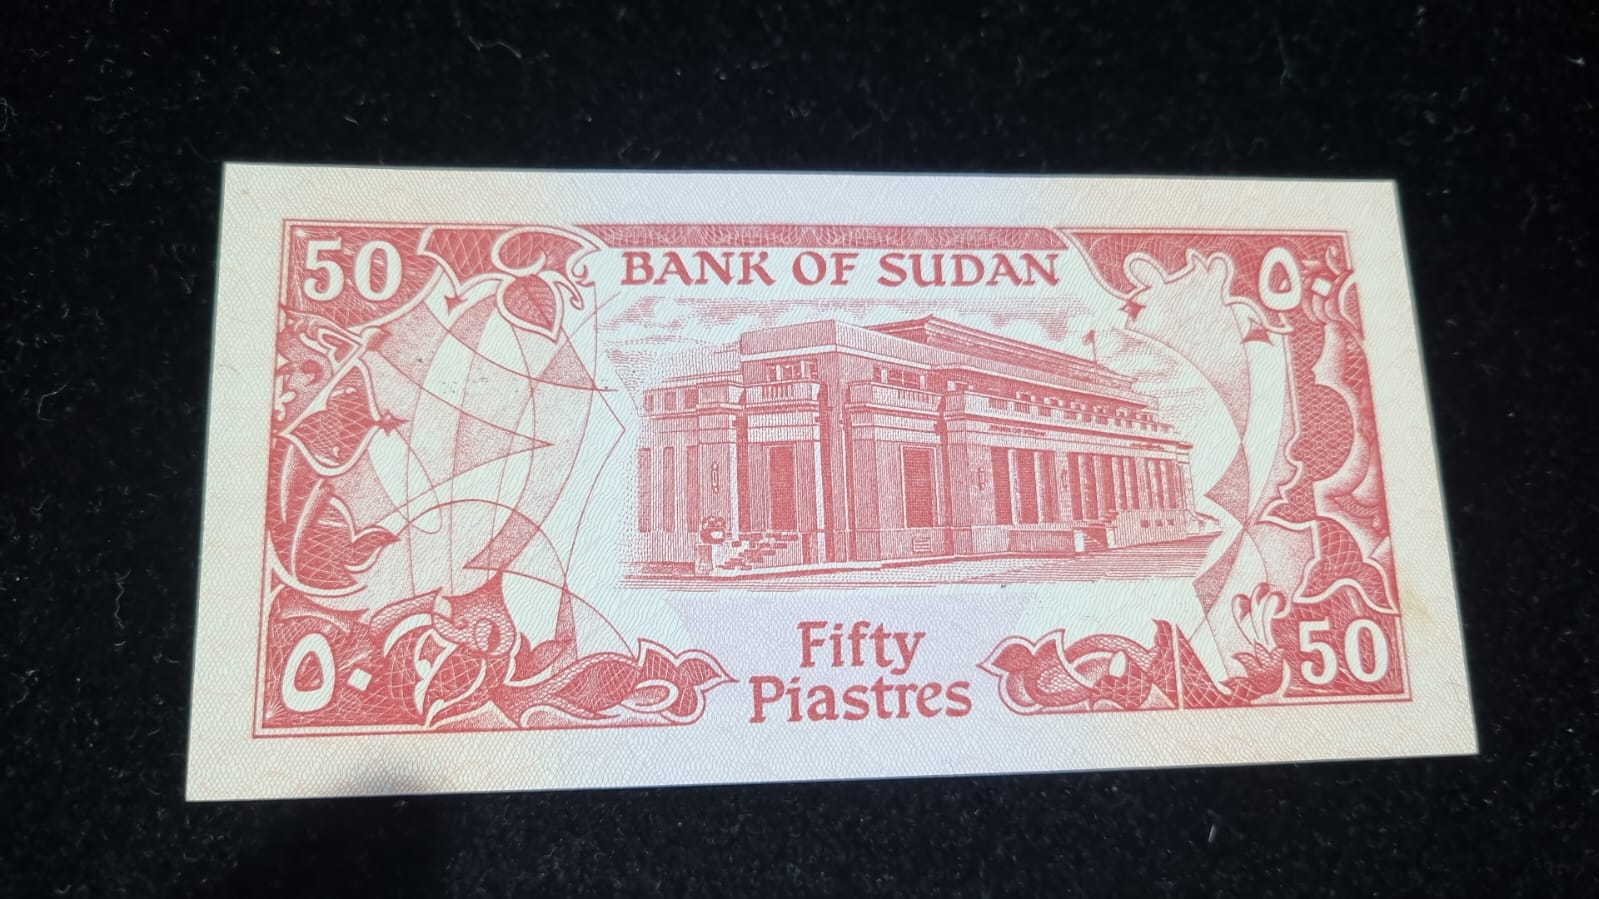 50
BANK OF SUDAN
٥٠
Fifty
Piastres
٥٠
50